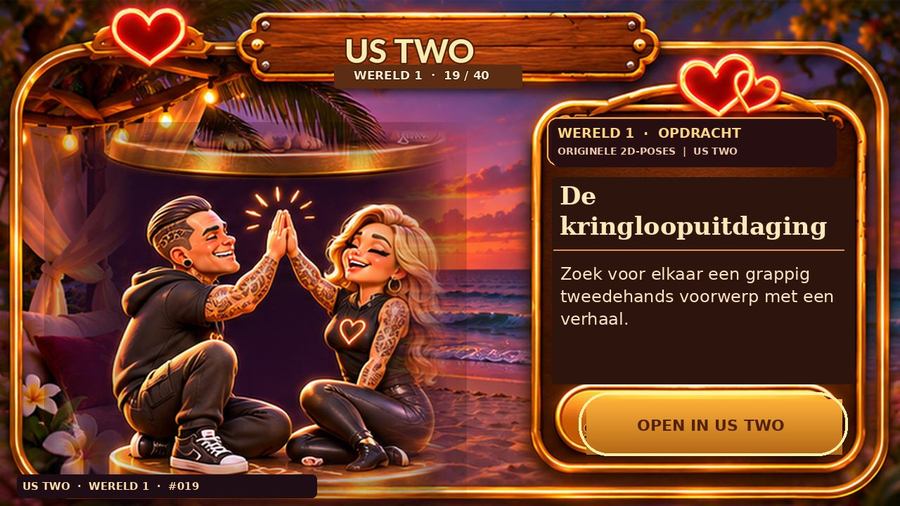 US TWO
WERELD 1 · 19 / 40
WERELD 1 · OPDRACHT
ORIGINELE 2D-POSES | US TWO
De
kringloopuitdaging
Zoek voor elkaar een grappig
tweedehands voorwerp met een
verhaal.
OPEN IN US TWO
US TWO · WERELD 1 · #019